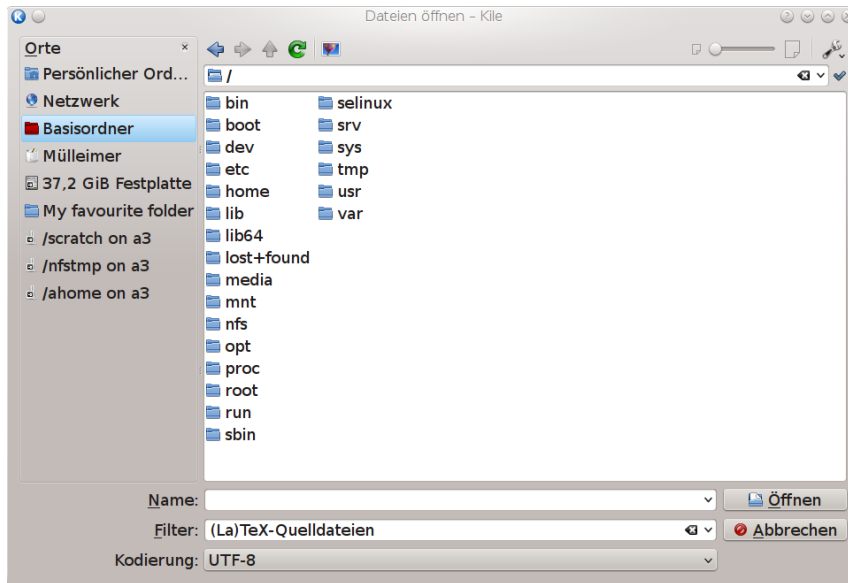 Dateien öffnen – Kile
Orte
Persönlicher Ord...
Netzwerk
Basisordner
Mülleimer
37,2 GiB Festplatte
My favourite folder
/scratch on a3
/nfstmp on a3
/ahome on a3
/
bin
boot
dev
etc
home
lib
lib64
lost+found
media
mnt
nfs
opt
proc
root
run
sbin
selinux
srv
sys
tmp
usr
var
Name:
Öffnen
Filter: (La)TeX-Quelldateien
Abbrechen
Kodierung: UTF-8